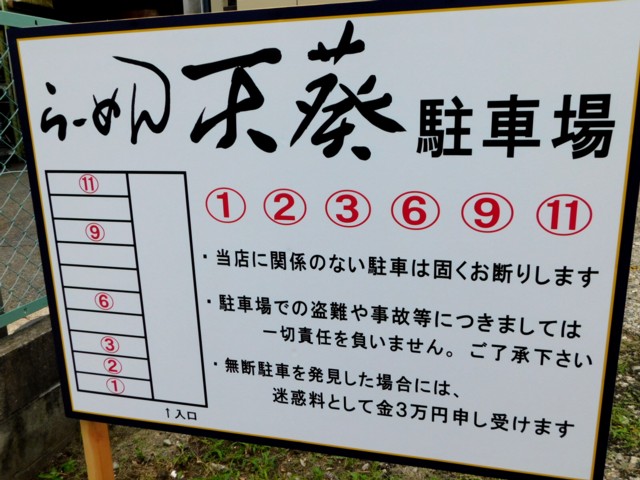 らーめん 天葵 駐車場
① ② ③ ⑥ ⑨ ⑪
⑪
⑨
⑥
③
②
①
↑入口
・当店に関係のない駐車は固くお断りします
・駐車場での盗難や事故等につきましては
一切責任を負いません。ご了承下さい
・無断駐車を発見した場合には、
迷惑料として金3万円申し受けます